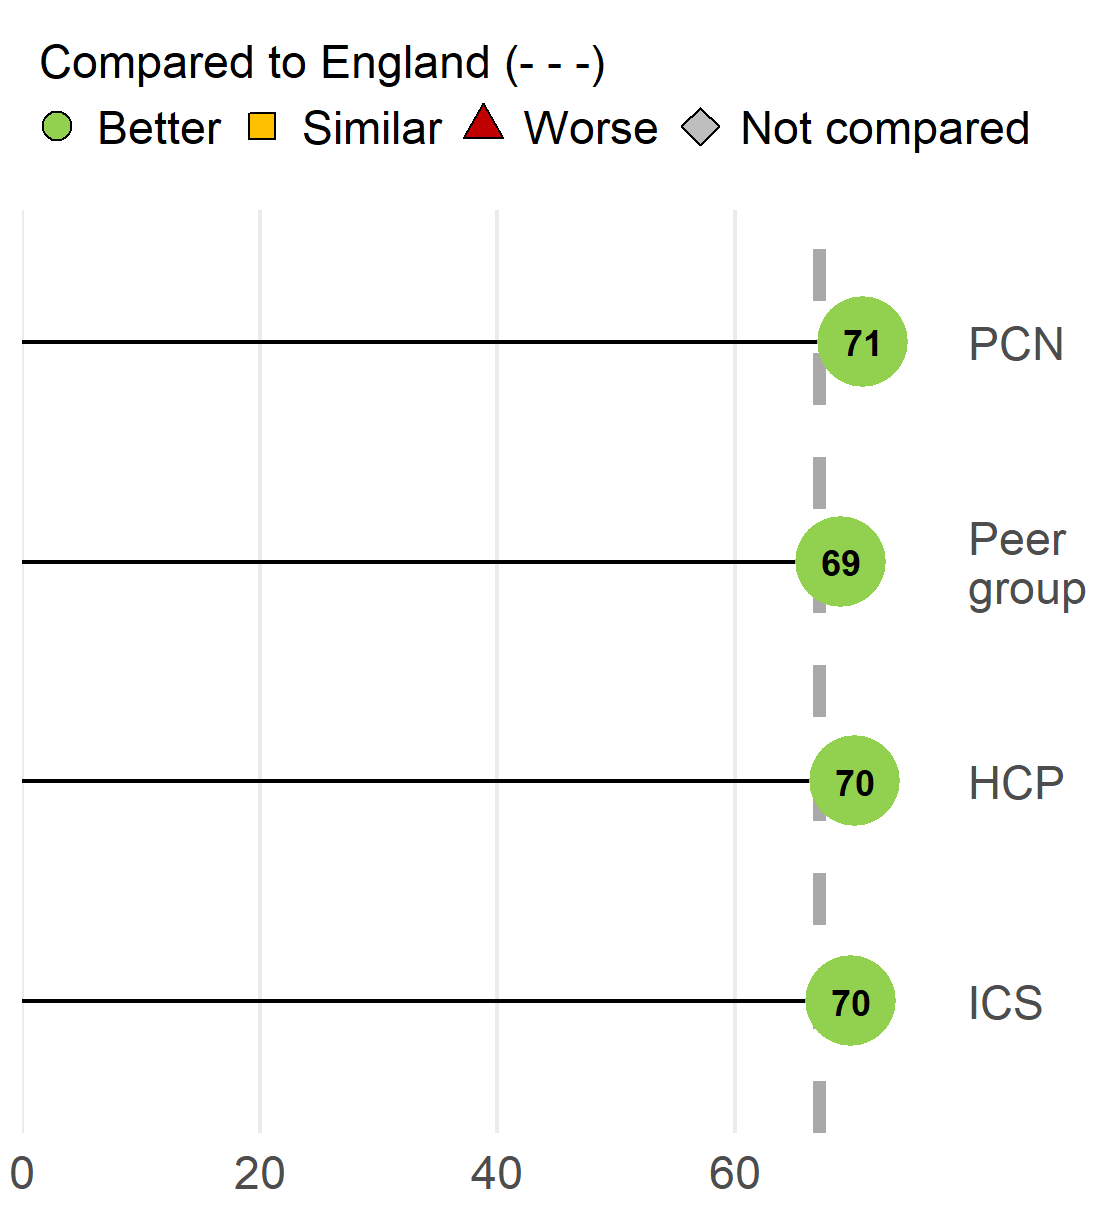 Compared to England (- - -)
Better Similar Worse Not compared
71 PCN
69 Peer
group
70 HCP
70 ICS
0 20 40 60